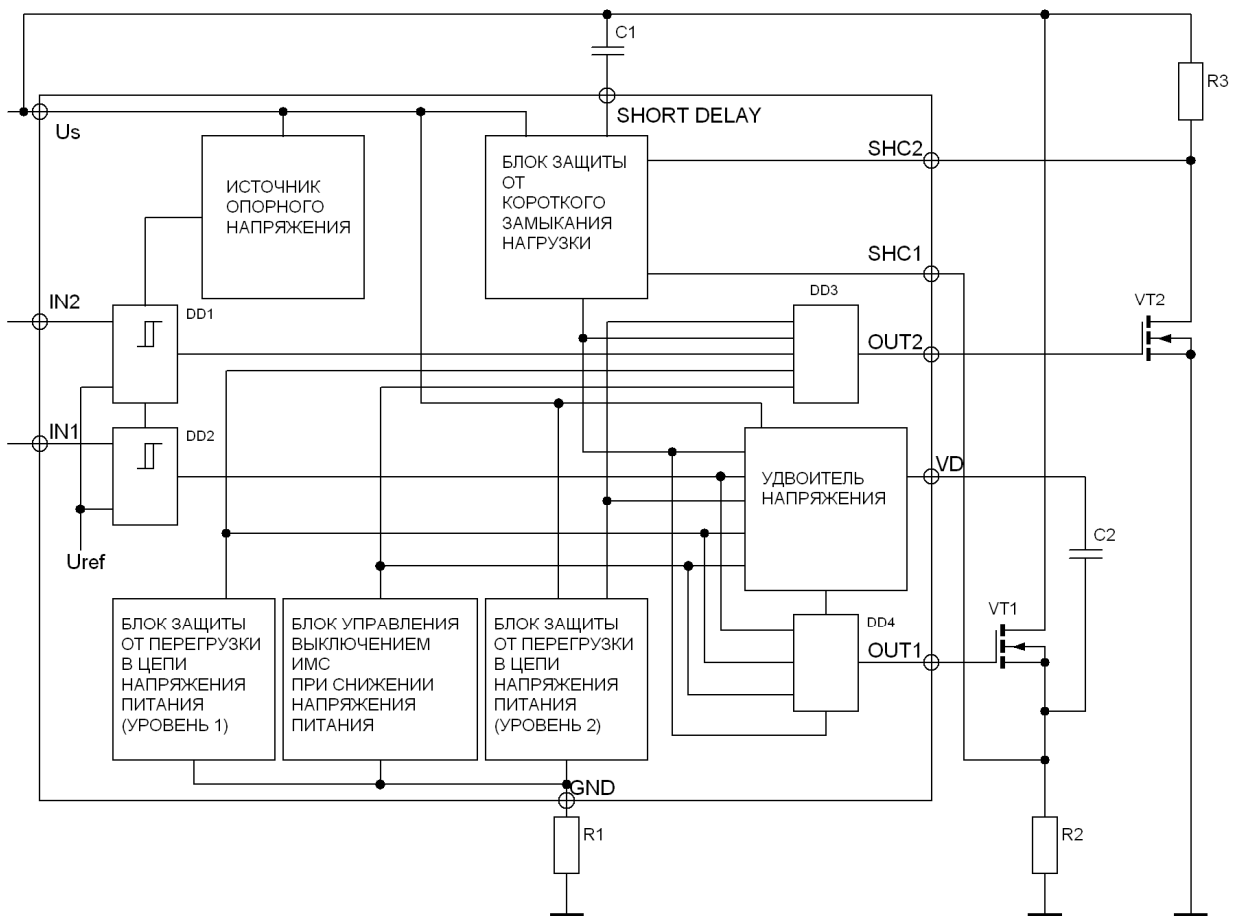 C1
R3
Us
SHORT DELAY
SHC2
ИСТОЧНИК
ОПОРНОГО
НАПРЯЖЕНИЯ
БЛОК ЗАЩИТЫ
ОТ
КОРОТКОГО
ЗАМЫКАНИЯ
НАГРУЗКИ
SHC1
IN2
DD1
DD3
VT2
OUT2
IN1
DD2
VD
УДВОИТЕЛЬ
НАПРЯЖЕНИЯ
Uref
C2
БЛОК ЗАЩИТЫ
ОТ ПЕРЕГРУЗКИ
В ЦЕПИ
НАПРЯЖЕНИЯ
ПИТАНИЯ
(УРОВЕНЬ 1)
БЛОК УПРАВЛЕНИЯ
ВЫКЛЮЧЕНИЕМ
ИМС
ПРИ СНИЖЕНИИ
НАПРЯЖЕНИЯ
ПИТАНИЯ
БЛОК ЗАЩИТЫ
ОТ ПЕРЕГРУЗКИ
В ЦЕПИ
НАПРЯЖЕНИЯ
ПИТАНИЯ
(УРОВЕНЬ 2)
DD4
VT1
OUT1
GND
R1
R2